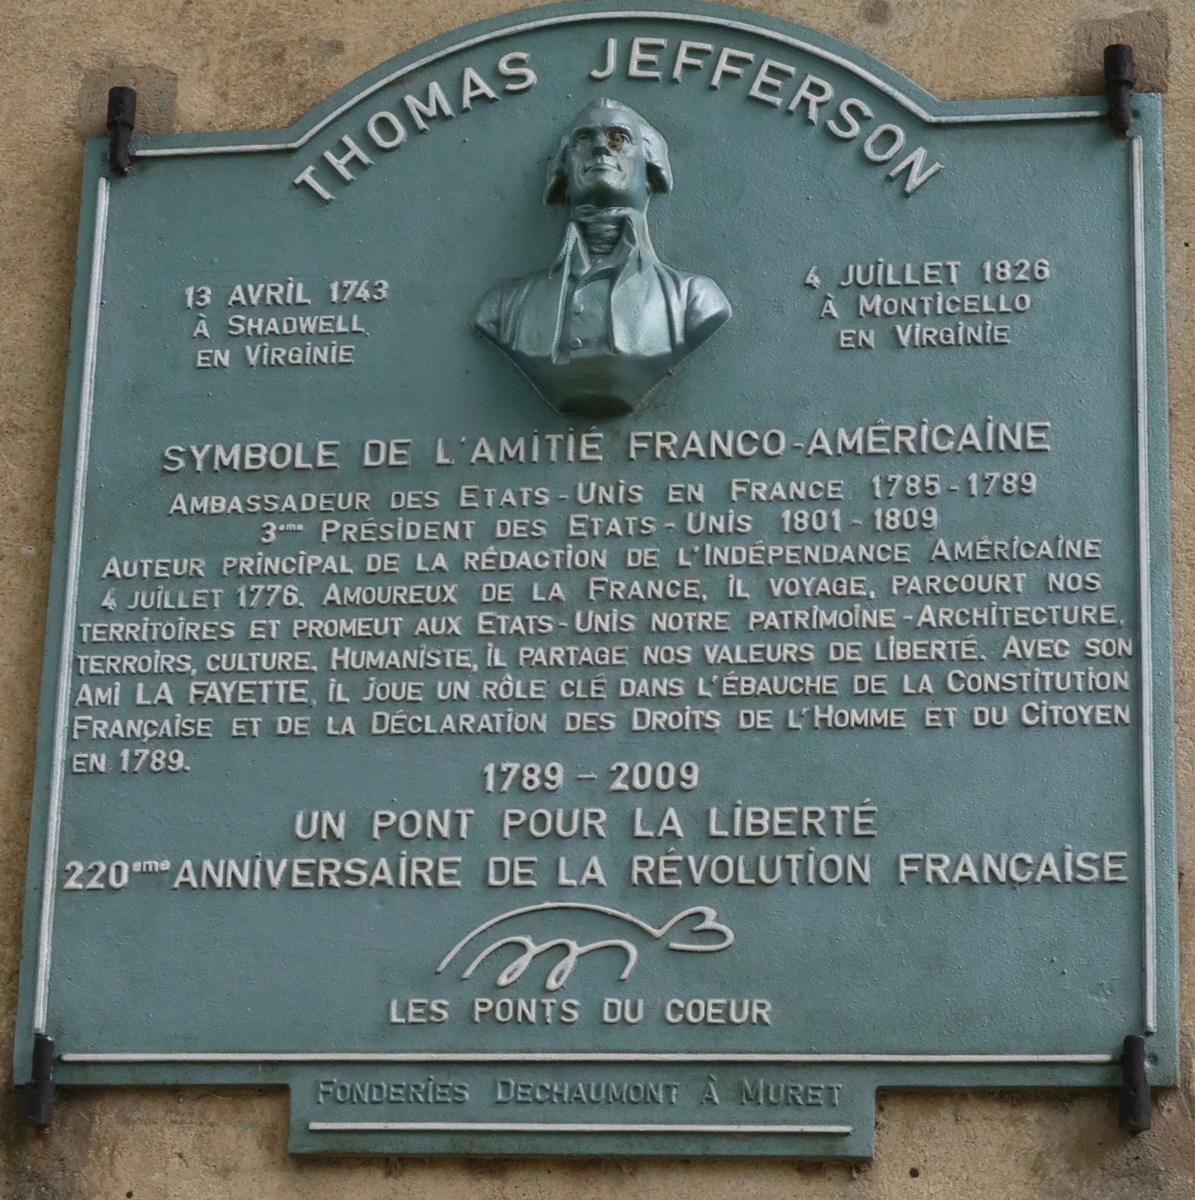 THOMAS JEFFERSON
13 AVRIL 1743
À SHADWELL
EN VIRGINIE
4 JUILLET 1826
À MONTICELLO
EN VIRGINIE
SYMBOLE DE L'AMITIÉ FRANCO-AMÉRICAINE
AMBASSADEUR DES ETATS-UNIS EN FRANCE 1785-1789
3eme PRÉSIDENT DES ETATS-UNIS 1801-1809
AUTEUR PRINCIPAL DE LA RÉDACTION DE L'INDÉPENDANCE AMÉRICAINE
4 JUILLET 1776. AMOUREUX DE LA FRANCE, IL VOYAGE, PARCOURT NOS
TERRITOIRES ET PROMEUT AUX ETATS-UNIS NOTRE PATRIMOINE-ARCHITECTURE,
TERROIRS, CULTURE. HUMANISTE, IL PARTAGE NOS VALEURS DE LIBERTÉ. AVEC SON
AMI LA FAYETTE, IL JOUE UN RÔLE CLÉ DANS L'ÉBAUCHE DE LA CONSTITUTION
FRANÇAISE ET DE LA DÉCLARATION DES DROITS DE L'HOMME ET DU CITOYEN
EN 1789.
1789 - 2009
UN PONT POUR LA LIBERTÉ
220eme ANNIVERSAIRE DE LA RÉVOLUTION FRANÇAISE
LES PONTS DU COEUR
FONDERIES DECHAUMONT À MURET